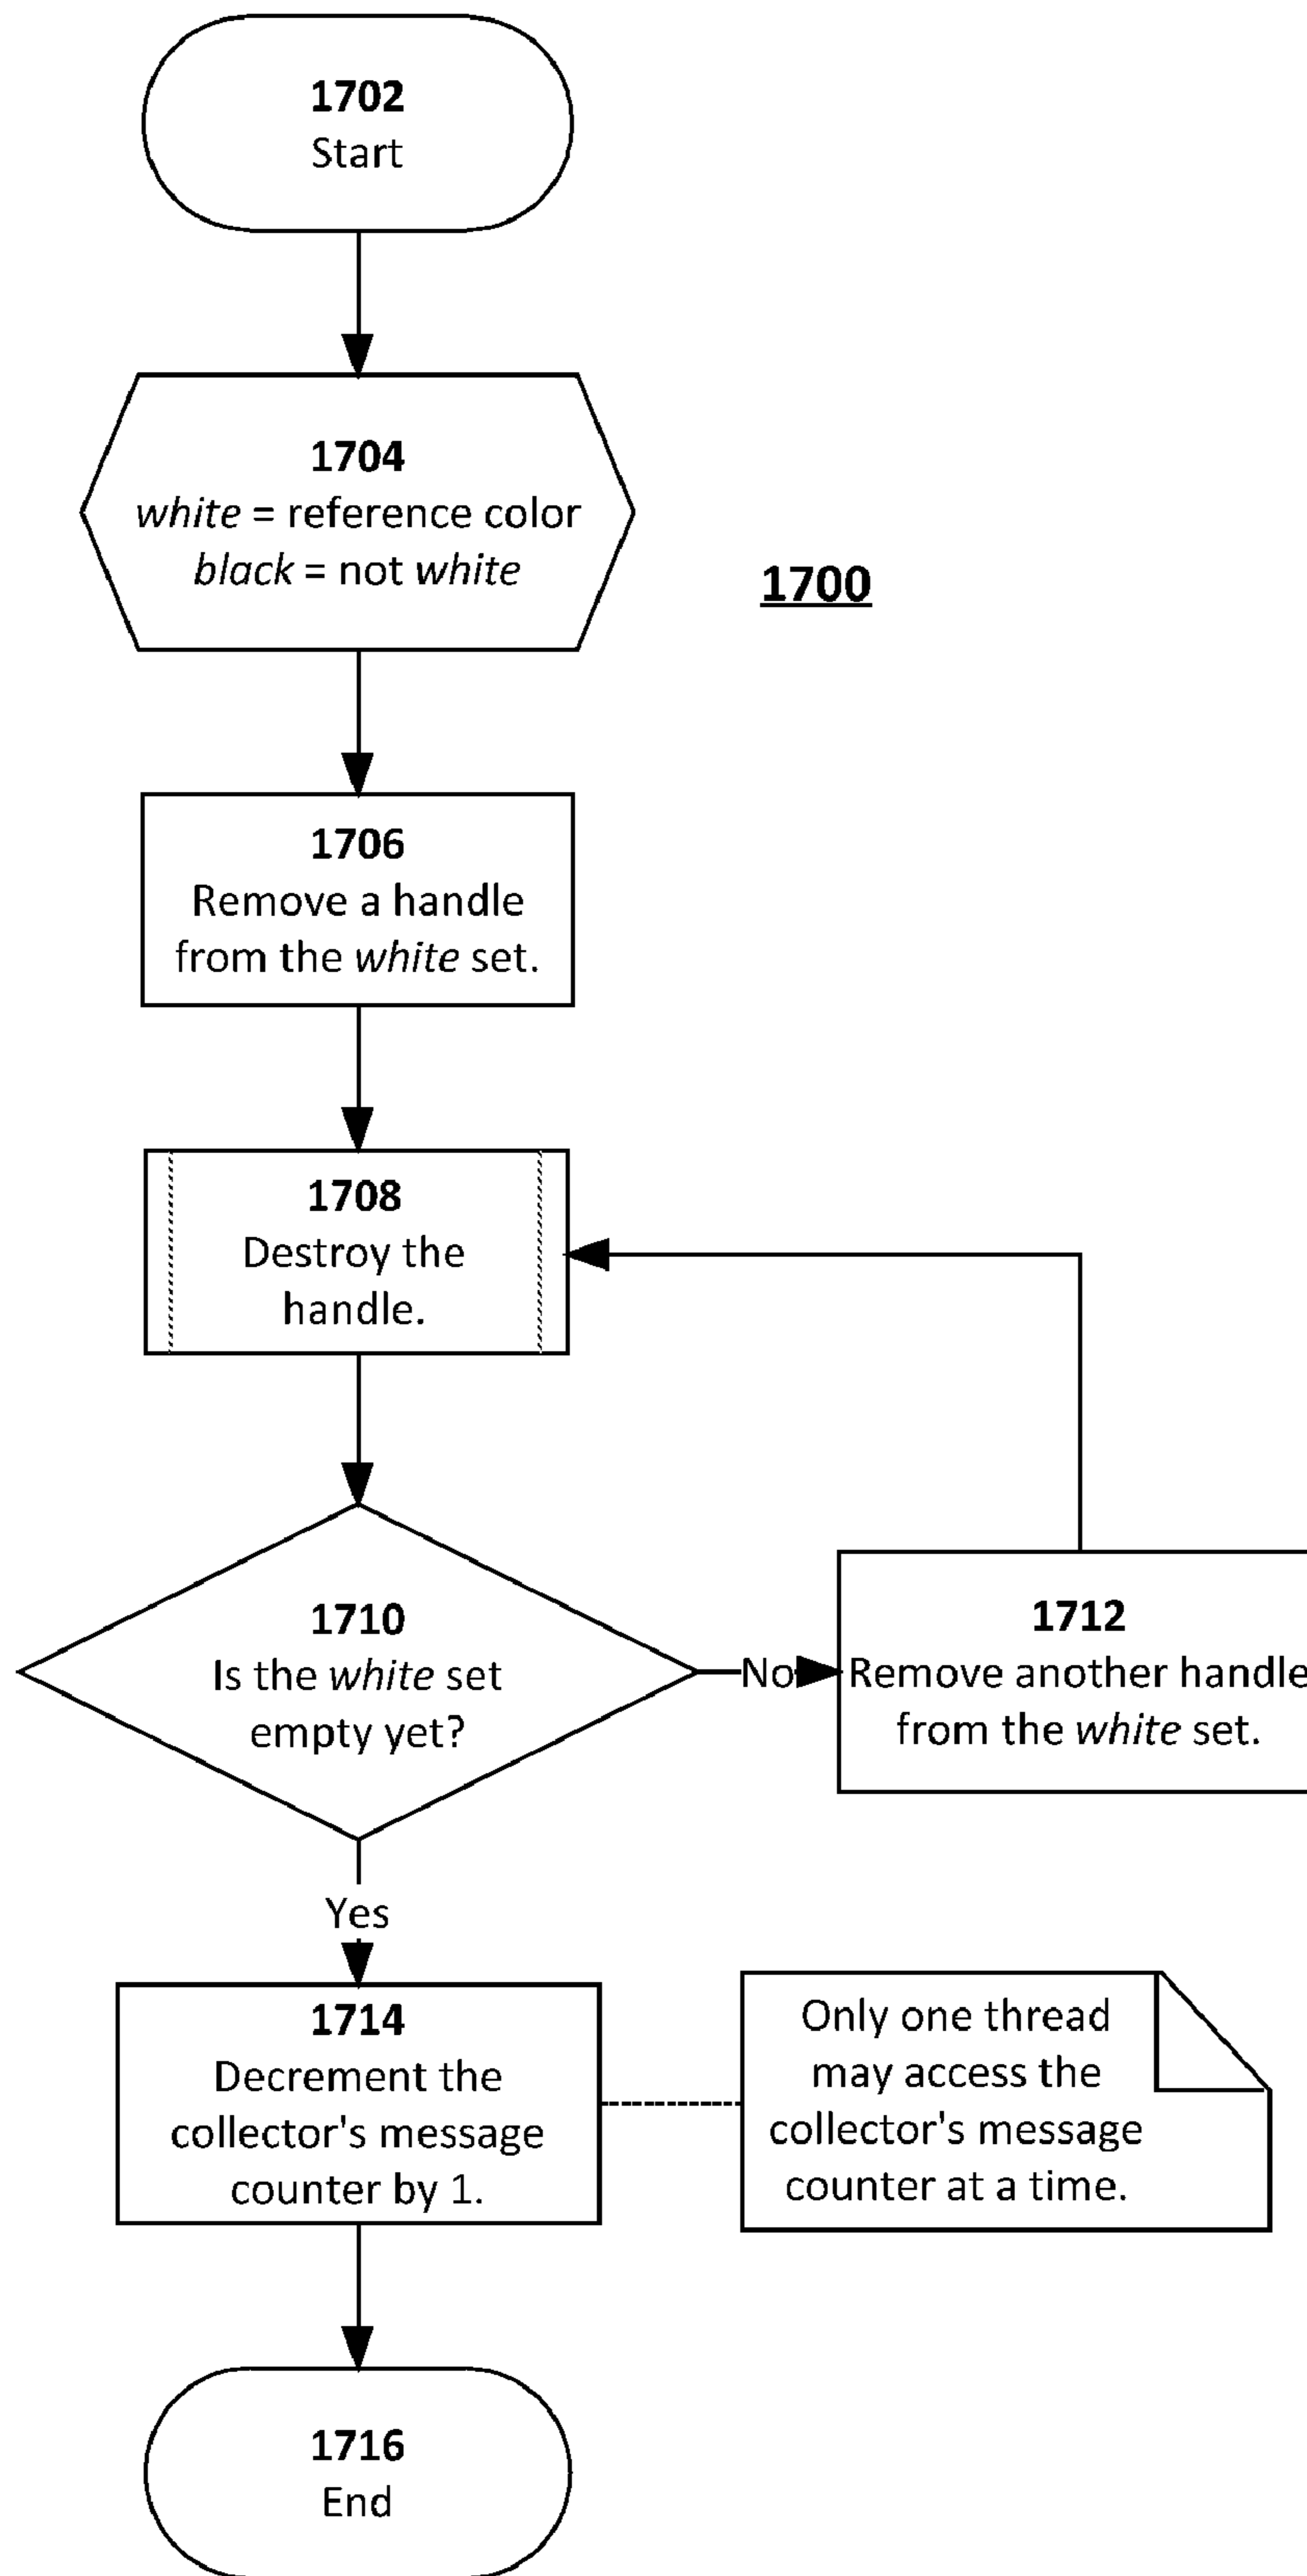 1702
Start
1704
white = reference color
black = not white
1700
1706
Remove a handle
from the white set.
1708
Destroy the
handle.
1710
Is the white set
empty yet?
No
1712
Remove another handle
from the white set.
Yes
1714
Decrement the
collector's message
counter by 1.
Only one thread
may access the
collector's message
counter at a time.
1716
End